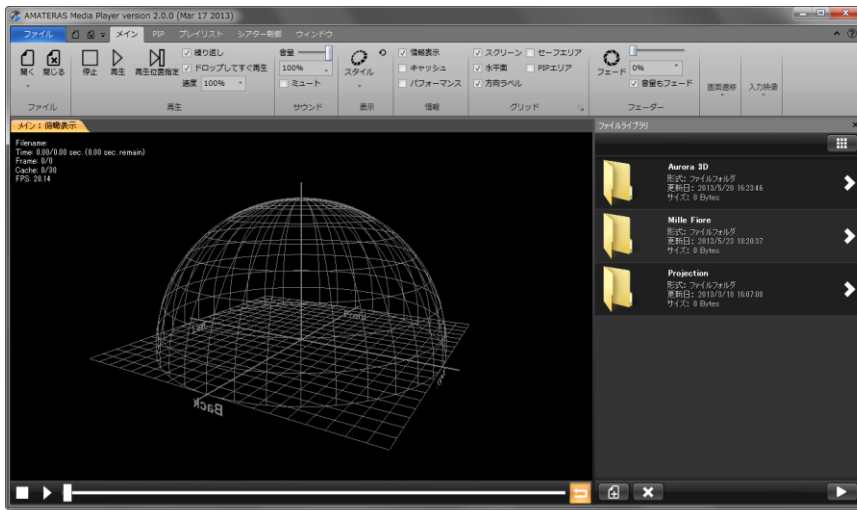 AMATERAS Media Player version 2.0.0 (Mar 17 2013)
ファイル メイン PIP プレイリスト シアター制御 ウィンドウ
開く 閉じる 停止 再生 再生位置指定
繰り返し
ドロップしてすぐ再生
速度 100%
音量
100%
ミュート
スタイル
情報表示
キャッシュ
パフォーマンス
スクリーン セーフエリア
水平面 PIPエリア
方向ラベル
フェード 0%
音量もフェード
画面遷移 入力映像
ファイル 再生 サウンド 表示 情報 グリッド フェーダー
メイン : 俯瞰表示
Filename:
Time: 0.00/0.00 sec. (0.00 sec. remain)
Frame: 0/0
Cache: 0/30
FPS: 28.14
Front
Back
ファイルライブラリ
Aurora 3D
形式: ファイルフォルダ
更新日: 2013/5/20 16:23:46
サイズ: 0 Bytes
Mille Fiore
形式: ファイルフォルダ
更新日: 2013/5/23 18:20:37
サイズ: 0 Bytes
Projection
形式: ファイルフォルダ
更新日: 2013/3/18 16:07:08
サイズ: 0 Bytes